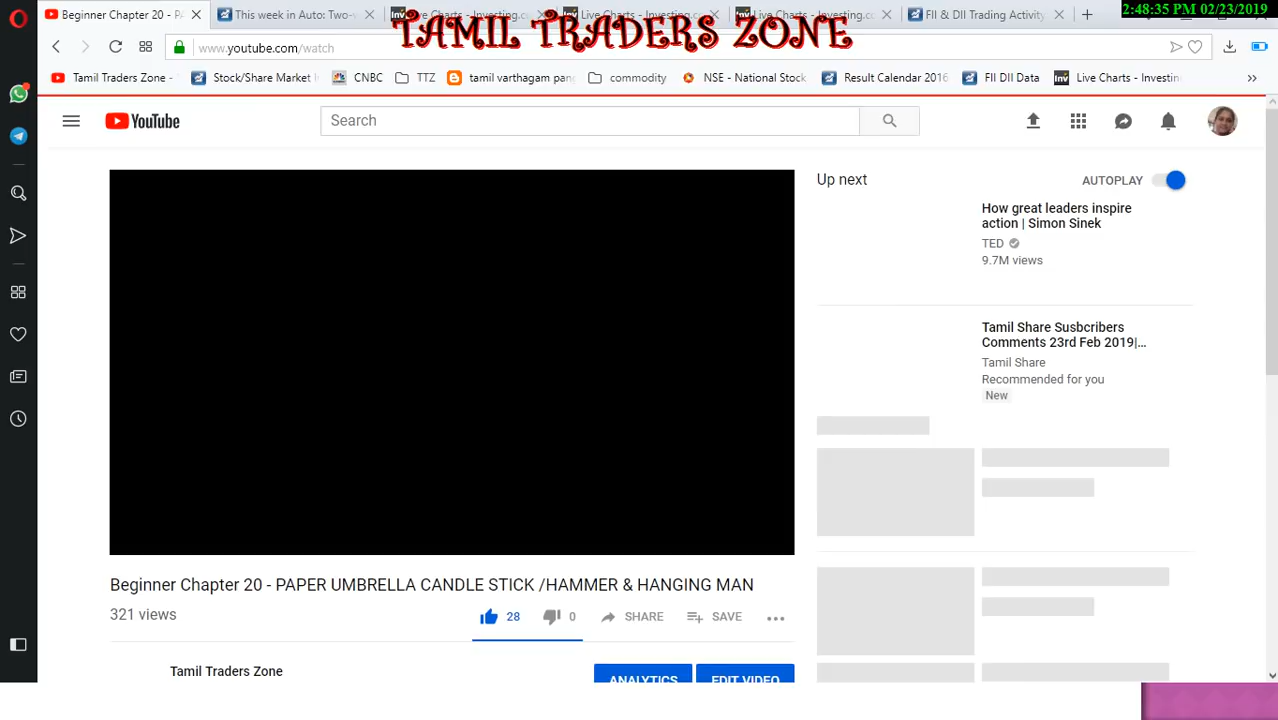 Beginner Chapter 20 - PA
This week in Auto: Two-w
Live Charts - Investing.c
Live Charts - Investing.cc
Live Charts - Investing.cc
FII & DII Trading Activity
2:48:35 PM 02/23/2019
www.youtube.com/watch
TAMIL TRADERS ZONE
Tamil Traders Zone -
Stock/Share Market I
CNBC
TTZ
tamil varthagam pan
commodity
NSE - National Stock
Result Calendar 2016
FII DII Data
Live Charts - Investin
YouTube
Search
Up next
AUTOPLAY
How great leaders inspire
action | Simon Sinek
TED
9.7M views
Tamil Share Susbcribers
Comments 23rd Feb 2019|...
Tamil Share
Recommended for you
New
Beginner Chapter 20 - PAPER UMBRELLA CANDLE STICK /HAMMER & HANGING MAN
321 views
28
0
SHARE
SAVE
Tamil Traders Zone
ANALYTICS
EDIT VIDEO